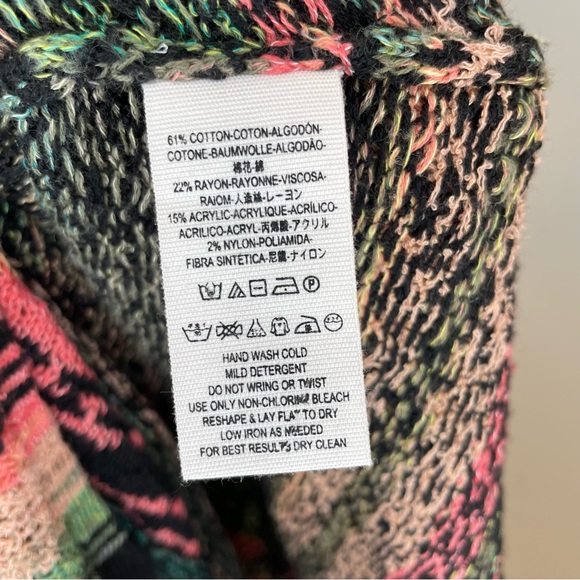 61% COTTON-COTON-ALGODÓN-
COTONE-BAUMWOLLE-ALGODÃO-
棉花-綿
22% RAYON-RAYONNE-VISCOSA-
RAIOM-人造絲-レーヨン
15% ACRYLIC-ACRYLIQUE-ACRÍLICO-
ACRILICO-ACRYL-丙烯酸-アクリル
2% NYLON-POLIAMIDA-
FIBRA SINTÉTICA-尼龍-ナイロン
HAND WASH COLD
MILD DETERGENT
DO NOT WRING OR TWIST
USE ONLY NON-CHLORINE BLEACH
RESHAPE & LAY FLAT TO DRY
LOW IRON AS NEEDED
FOR BEST RESULTS DRY CLEAN